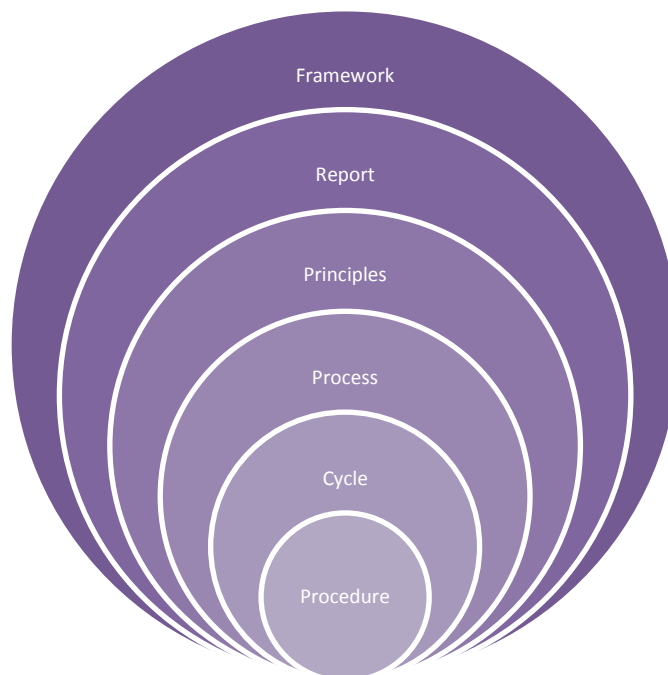 Framework
Report
Principles
Process
Cycle
Procedure